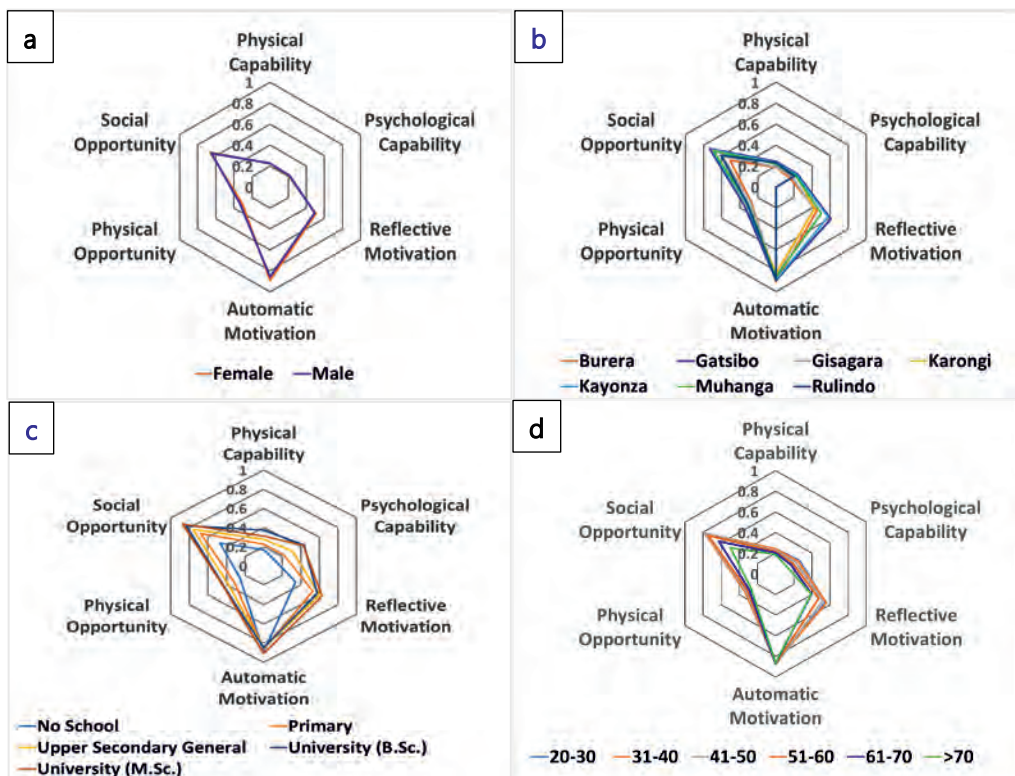 a
Physical
Capability
1
0.8
0.6
0.4
0.2
0
Social
Opportunity
Psychological
Capability
Physical
Opportunity
Reflective
Motivation
Automatic
Motivation
Female Male
b
Physical
Capability
1
0.8
0.6
0.4
0.2
0
Social
Opportunity
Psychological
Capability
Physical
Opportunity
Reflective
Motivation
Automatic
Motivation
Burera Gatsibo Gisagara Karongi
Kayonza Muhanga Rulindo
c
Physical
Capability
1
0.8
0.6
0.4
0.2
0
Social
Opportunity
Psychological
Capability
Physical
Opportunity
Reflective
Motivation
Automatic
Motivation
No School Primary
Upper Secondary General University (B.Sc.)
University (M.Sc.)
d
Physical
Capability
1
0.8
0.6
0.4
0.2
0
Social
Opportunity
Psychological
Capability
Physical
Opportunity
Reflective
Motivation
Automatic
Motivation
20-30 31-40 41-50 51-60 61-70 >70